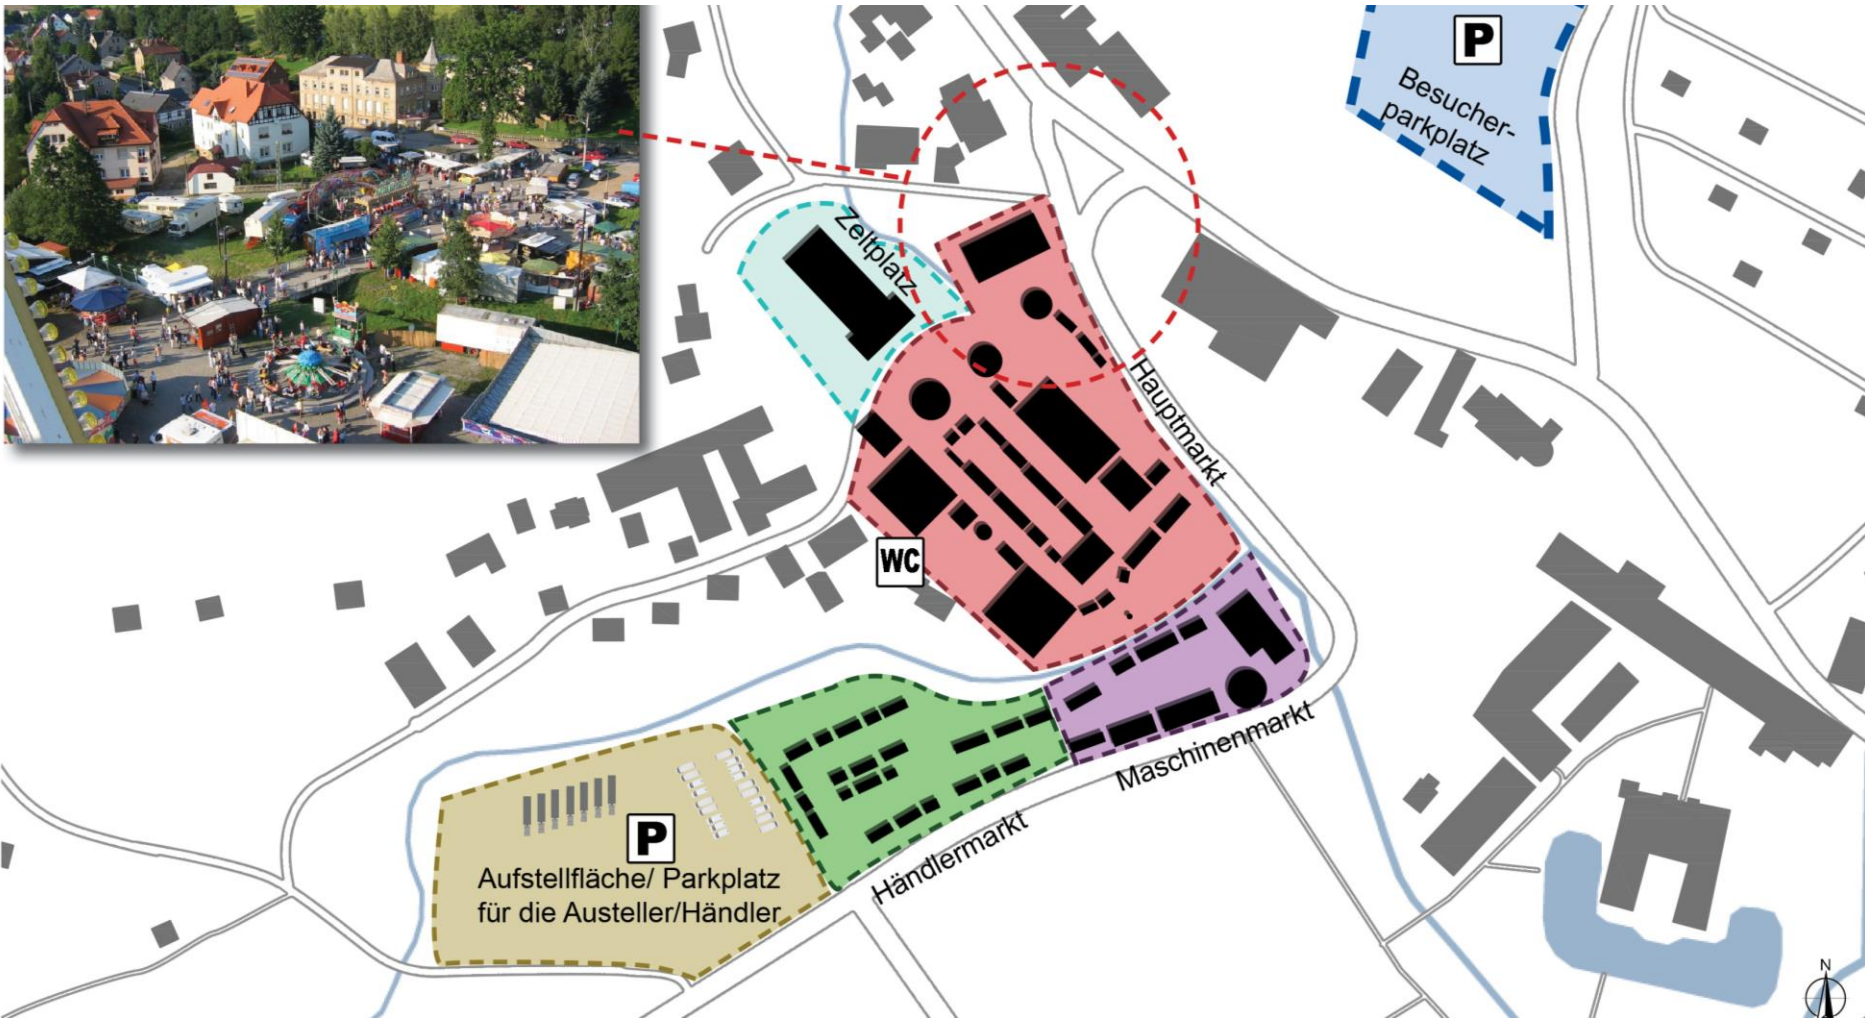 P
Besucher-
parkplatz
Zeltplatz
Hauptmarkt
WC
Maschinenmarkt
Händlermarkt
P
Aufstellfläche/ Parkplatz
für die Austeller/Händler
N